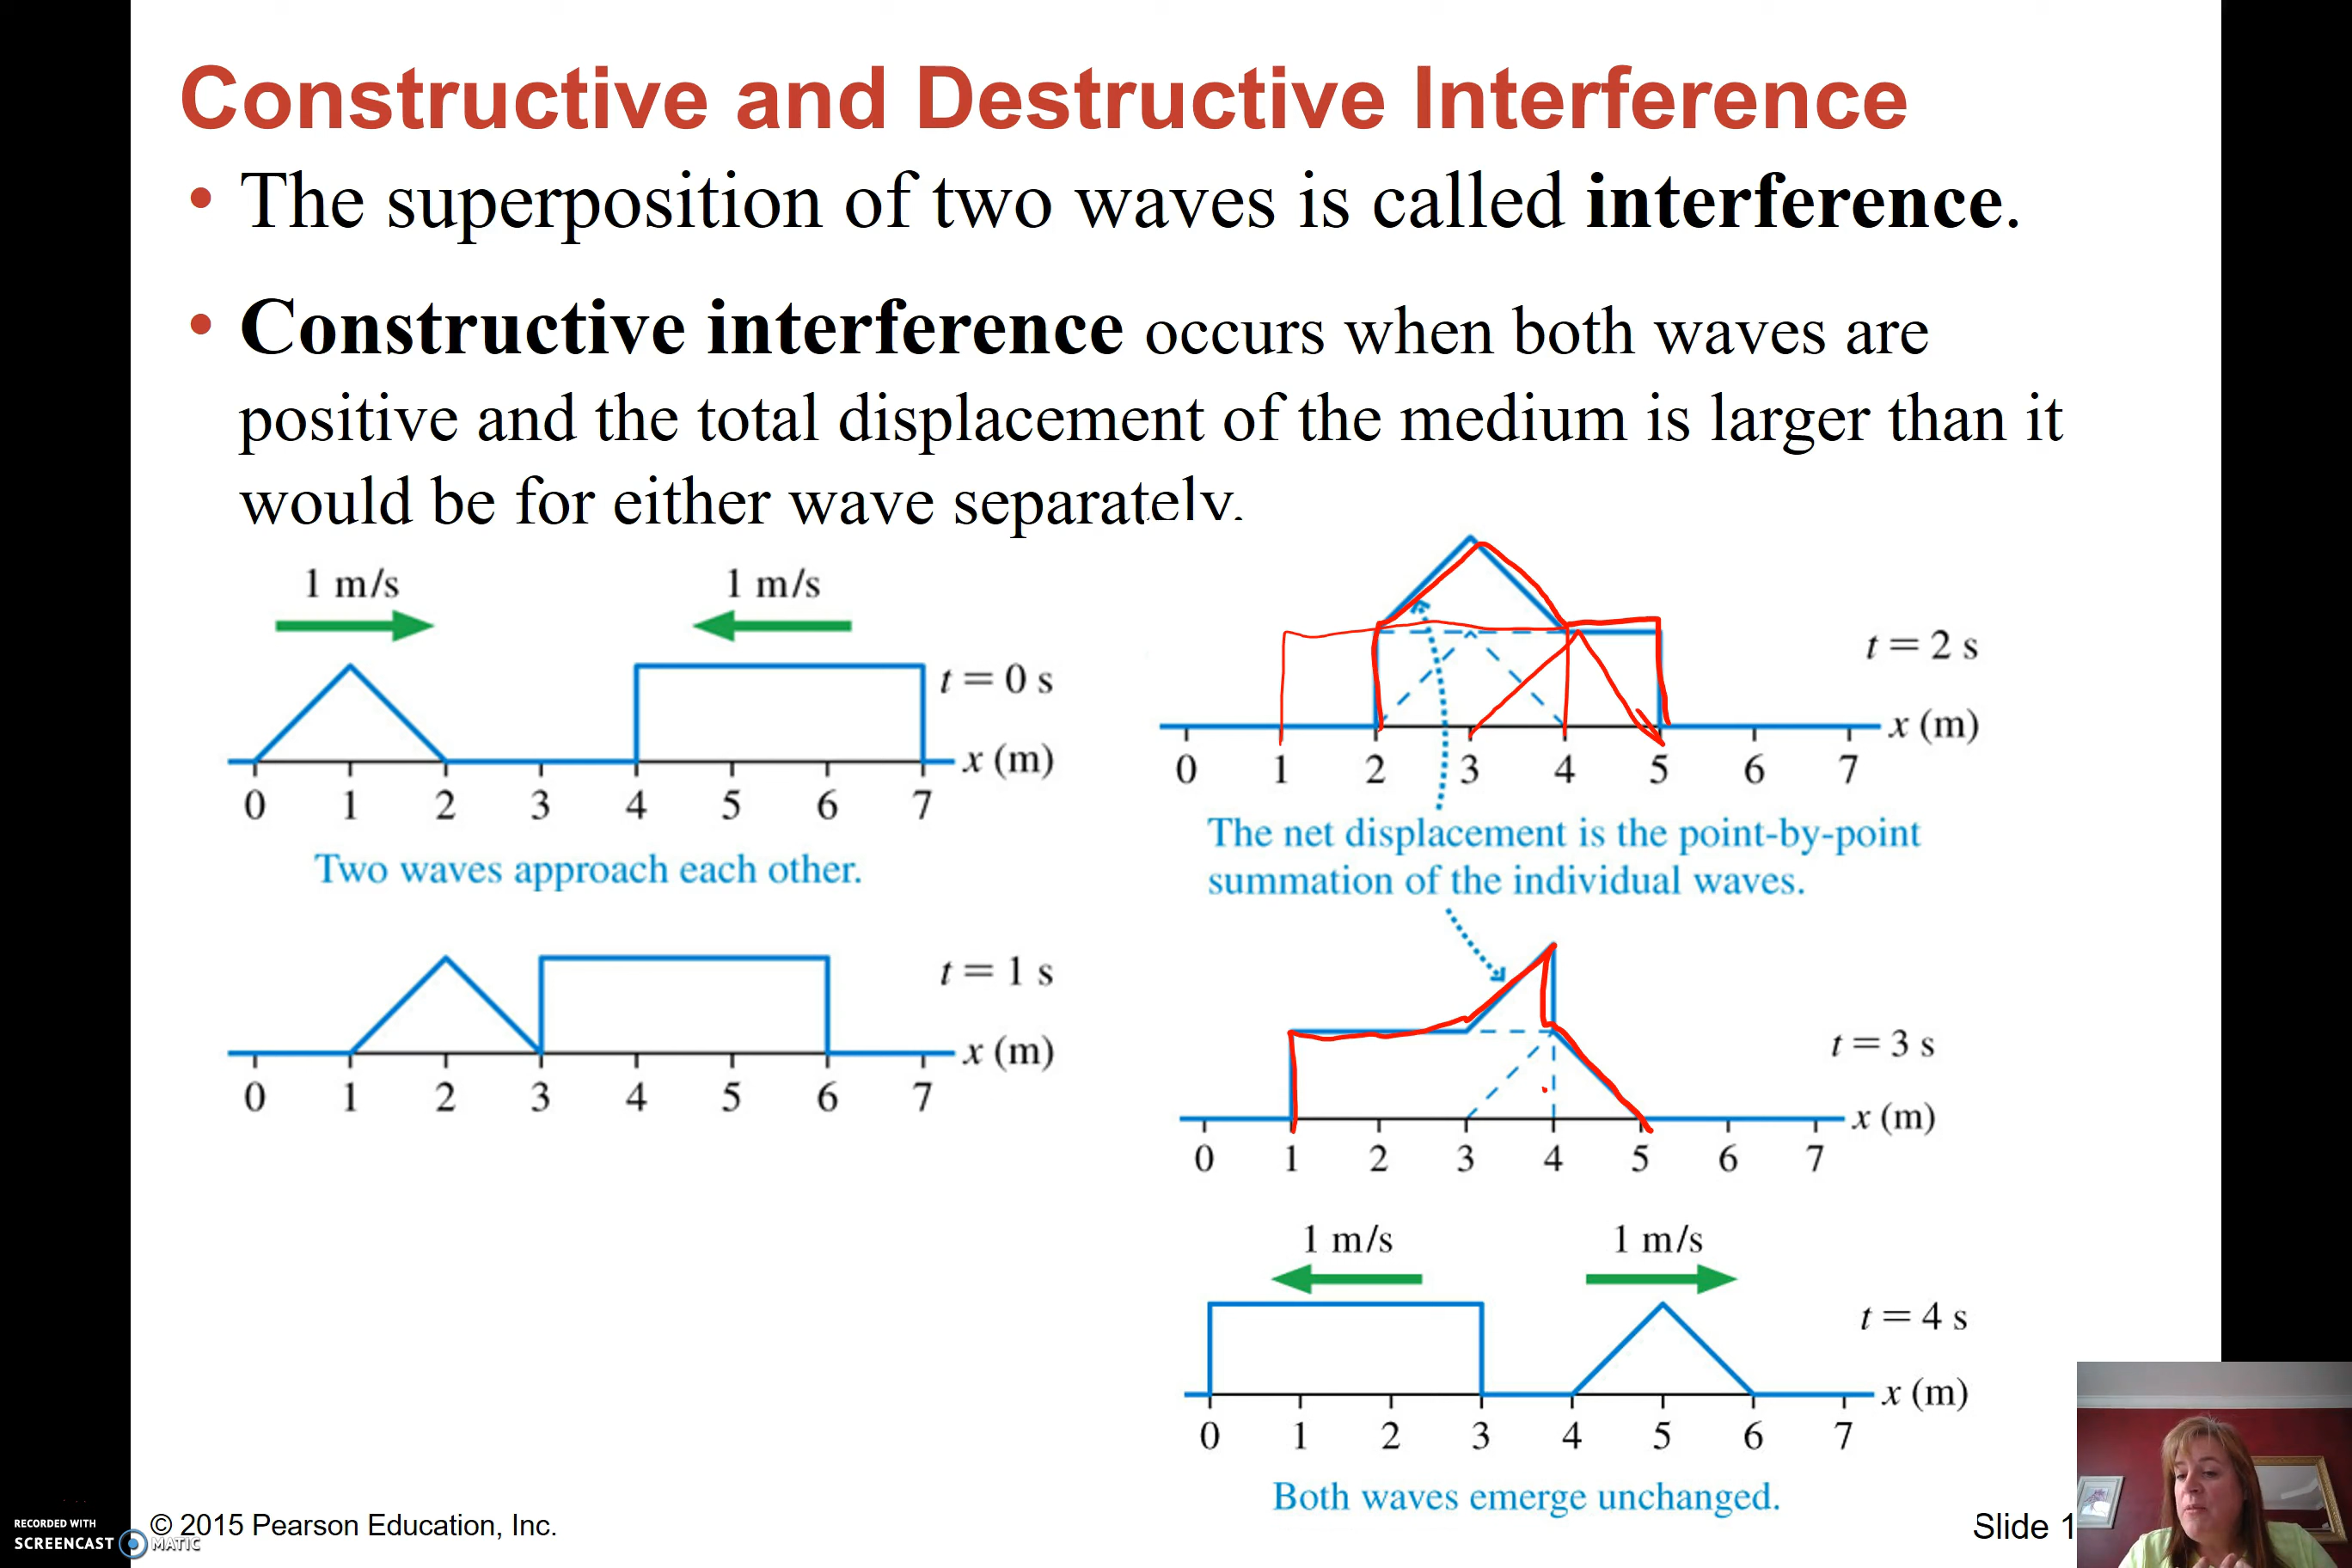 Constructive and Destructive Interference
• The superposition of two waves is called interference.
• Constructive interference occurs when both waves are
positive and the total displacement of the medium is larger than it
would be for either wave separately.
1 m/s 1 m/s
t = 0 s
x (m)
0 1 2 3 4 5 6 7
Two waves approach each other.
t = 1 s
x (m)
0 1 2 3 4 5 6 7
t = 2 s
x (m)
0 1 2 3 4 5 6 7
The net displacement is the point-by-point
summation of the individual waves.
t = 3 s
x (m)
0 1 2 3 4 5 6 7
1 m/s 1 m/s
t = 4 s
x (m)
0 1 2 3 4 5 6 7
Both waves emerge unchanged.
© 2015 Pearson Education, Inc.
Slide 1
RECORDED WITH
SCREENCAST MATIC